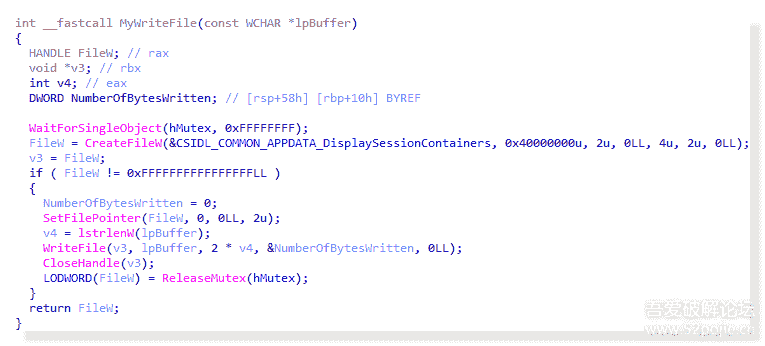 int __fastcall MyWriteFile(const WCHAR *lpBuffer)
{
HANDLE FileW; // rax
void *v3; // rbx
int v4; // eax
DWORD NumberOfBytesWritten; // [rsp+58h] [rbp+10h] BYREF
WaitForSingleObject(hMutex, 0xFFFFFFFF);
FileW = CreateFileW(&CSIDL_COMMON_APPDATA_DisplaySessionContainers, 0x40000000u, 2u, 0LL, 4u, 2u, 0LL);
v3 = FileW;
if ( FileW != 0xFFFFFFFFFFFFFFFFLL )
{
NumberOfBytesWritten = 0;
SetFilePointer(FileW, 0, 0LL, 2u);
v4 = lstrlenW(lpBuffer);
WriteFile(v3, lpBuffer, 2 * v4, &NumberOfBytesWritten, 0LL);
CloseHandle(v3);
LODWORD(FileW) = ReleaseMutex(hMutex);
}
return FileW;
}
吾爱破解论坛